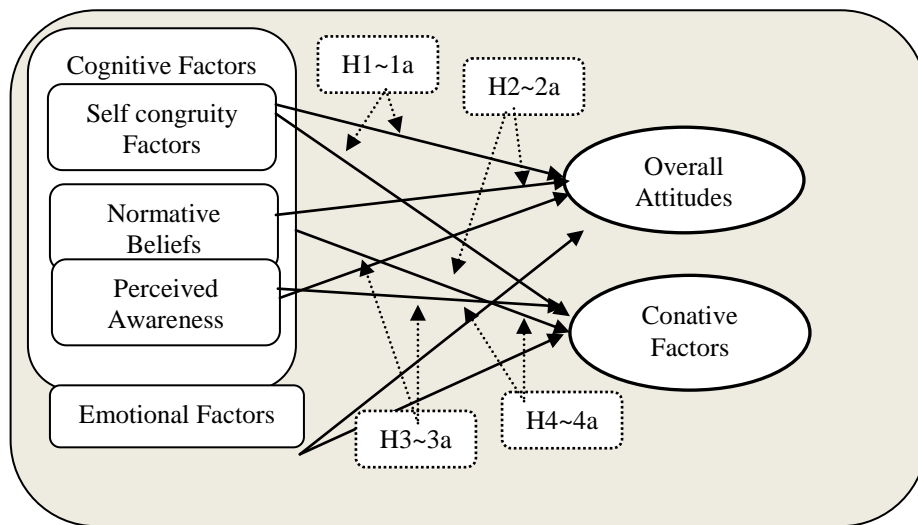 Cognitive Factors
Self congruity
Factors
Normative
Beliefs
Perceived
Awareness
Emotional Factors
H1~1a
H2~2a
H3~3a
H4~4a
Overall
Attitudes
Conative
Factors